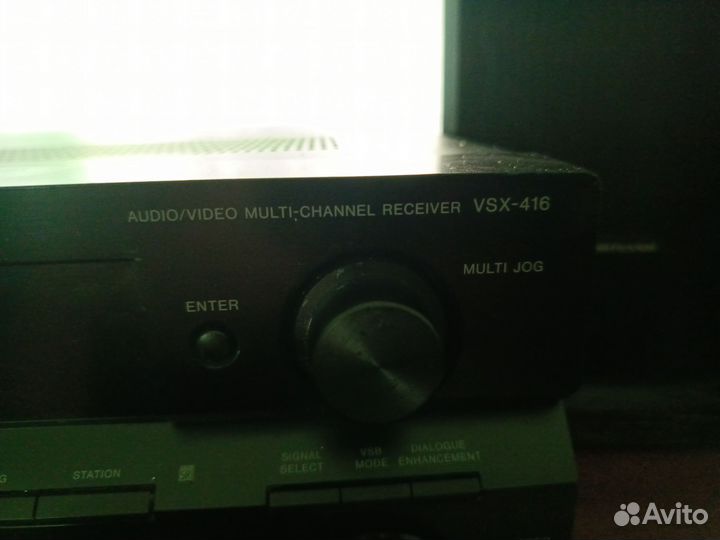 AUDIO/VIDEO MULTI-CHANNEL RECEIVER VSX-416
MULTI JOG
ENTER
STATION
SIGNAL
SELECT
VSB
MODE
DIALOGUE
ENHANCEMENT
Avito